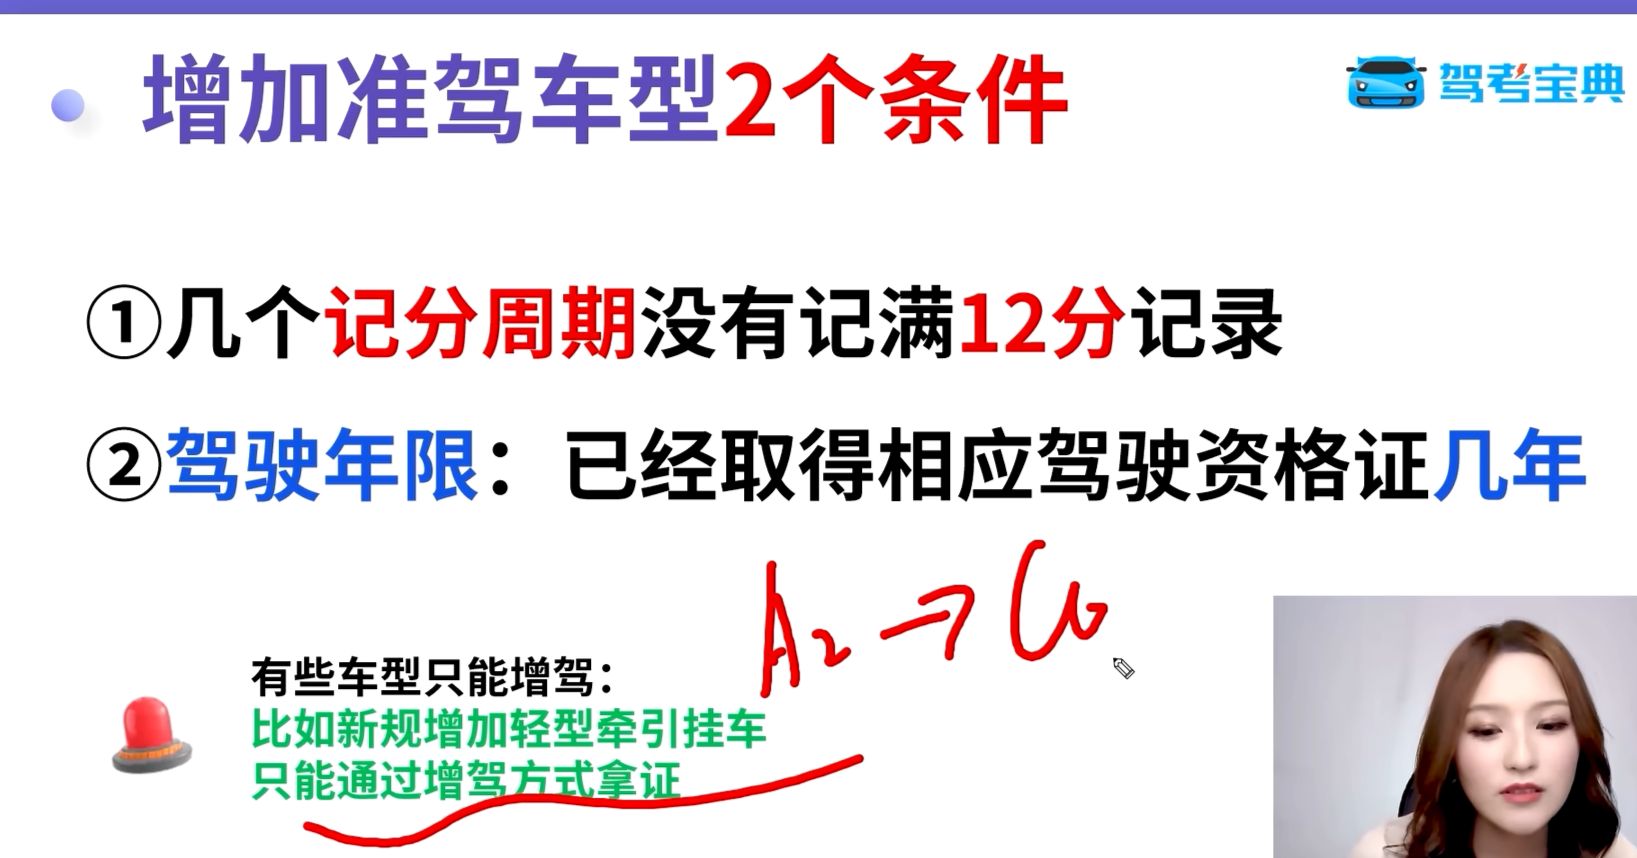 增加准驾车型2个条件
驾考宝典
①几个记分周期没有记满12分记录
②驾驶年限：已经取得相应驾驶资格证几年
A2→C6
有些车型只能增驾：
比如新规增加轻型牵引挂车
只能通过增驾方式拿证